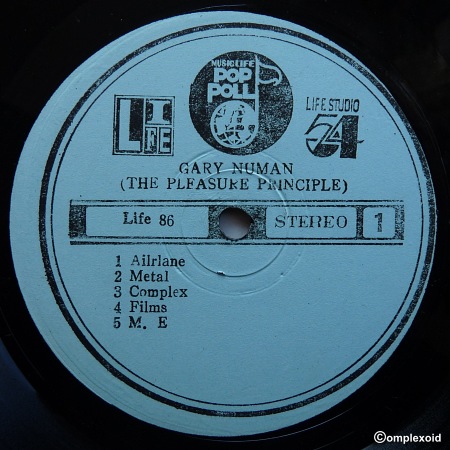 MUSIC LIFE
POP
POLL
LIFE
LIFE STUDIO
54
GARY NUMAN
(THE PLEASURE PRINCIPLE)
Life 86
STEREO
1
1 Ailrlane
2 Metal
3 Complex
4 Films
5 M. E
©omplexoid